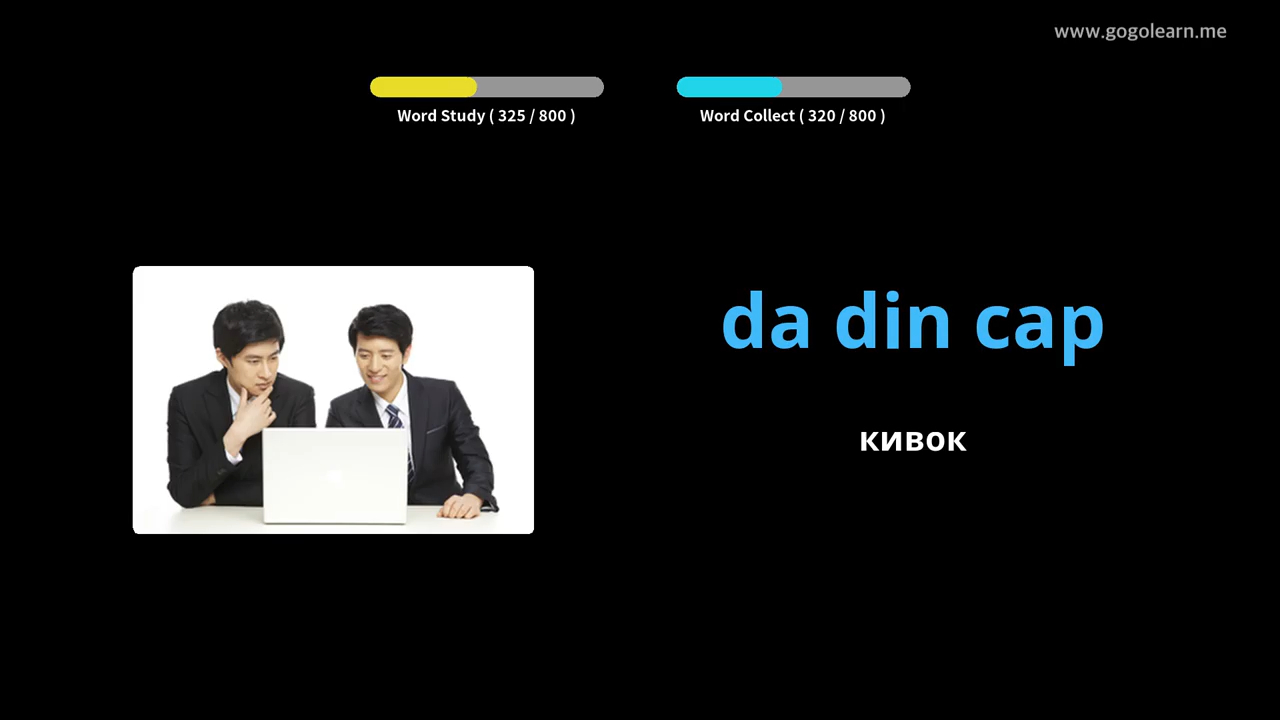 www.gogolearn.me
Word Study ( 325 / 800 )
Word Collect ( 320 / 800 )
da din cap
кивок